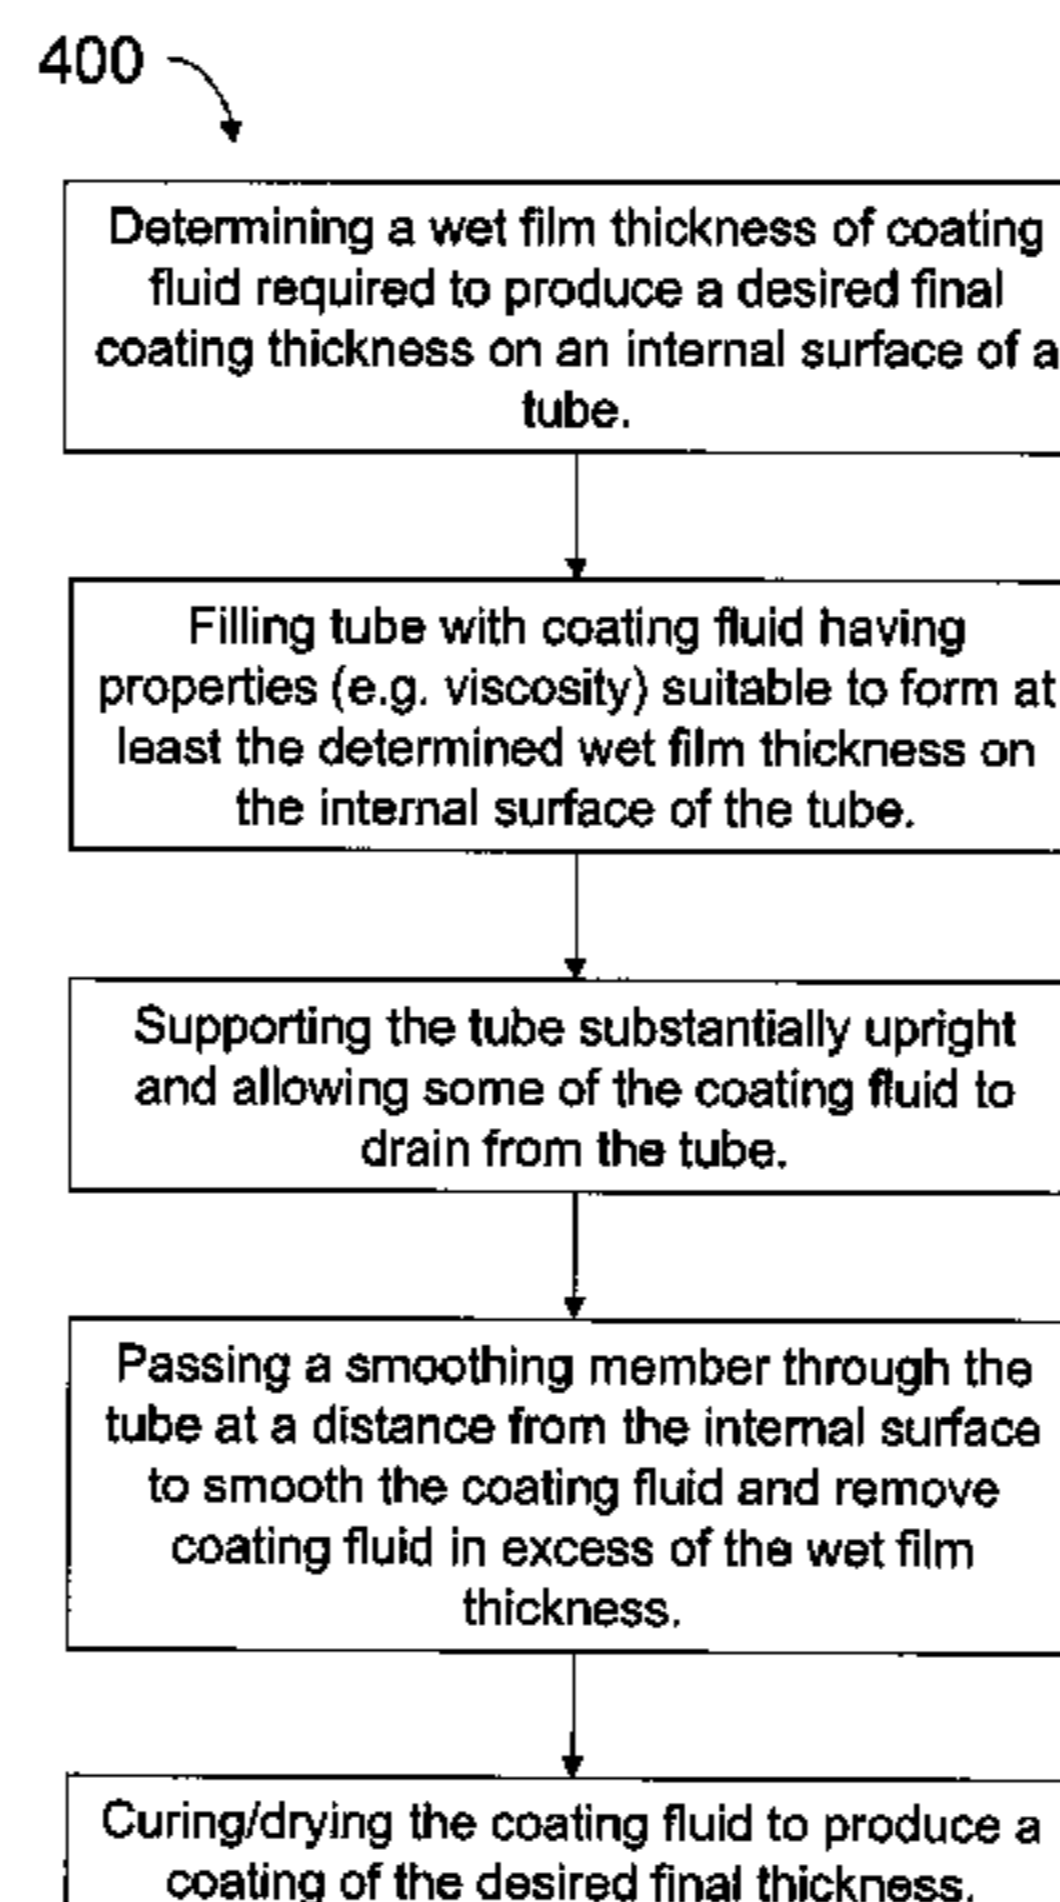 400
Determining a wet film thickness of coating
fluid required to produce a desired final
coating thickness on an internal surface of a
tube.
Filling tube with coating fluid having
properties (e.g. viscosity) suitable to form at
least the determined wet film thickness on
the internal surface of the tube.
Supporting the tube substantially upright
and allowing some of the coating fluid to
drain from the tube.
Passing a smoothing member through the
tube at a distance from the internal surface
to smooth the coating fluid and remove
coating fluid in excess of the wet film
thickness.
Curing/drying the coating fluid to produce a
coating of the desired final thickness.